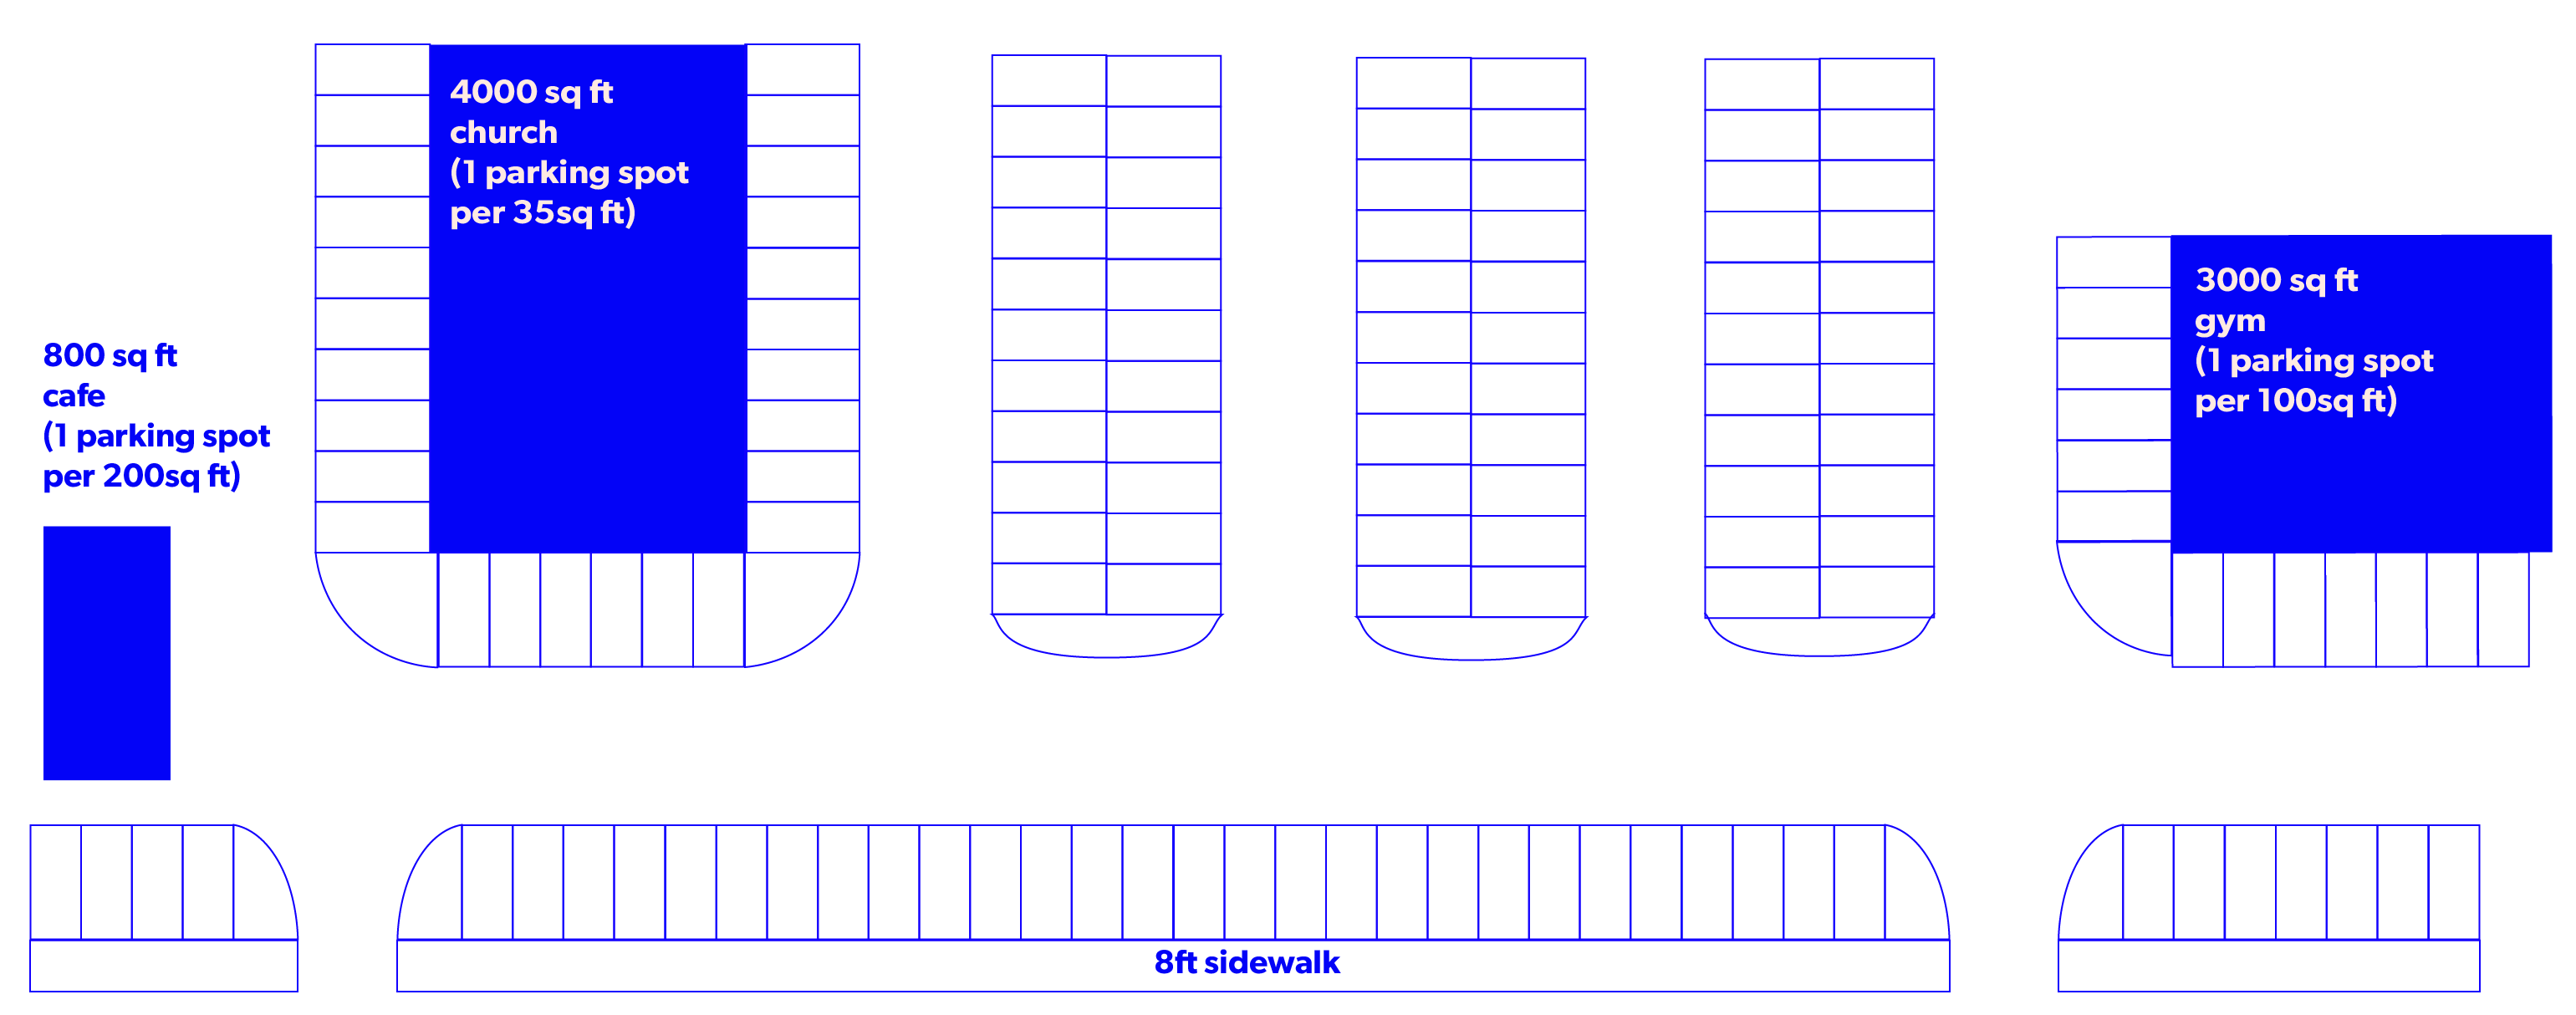 4000 sq ft
church
(1 parking spot
per 35sq ft)
800 sq ft
cafe
(1 parking spot
per 200sq ft)
3000 sq ft
gym
(1 parking spot
per 100sq ft)
8ft sidewalk